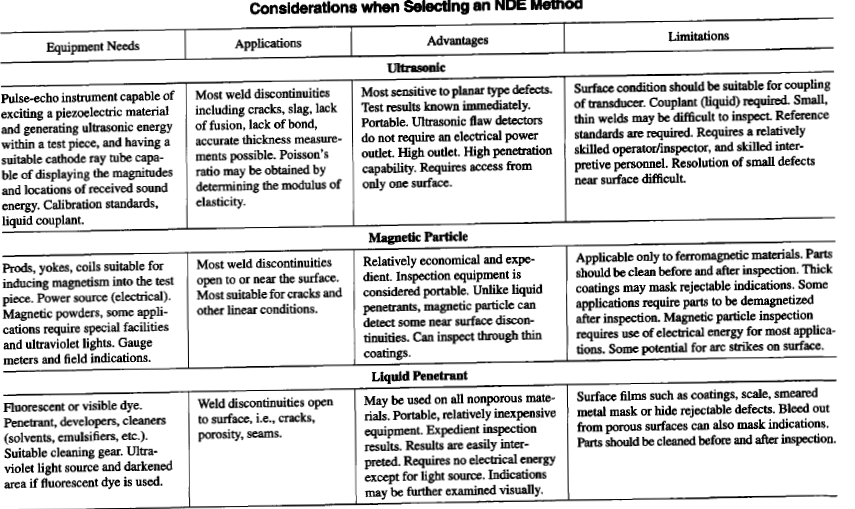 Considerations when Selecting an NDE Method
Equipment Needs
Applications
Advantages
Limitations
Ultrasonic
Pulse-echo instrument capable of
exciting a piezoelectric material
and generating ultrasonic energy
within a test piece, and having a
suitable cathode ray tube capa-
ble of displaying the magnitudes
and locations of received sound
energy. Calibration standards,
liquid couplant.
Most weld discontinuities
including cracks, slag, lack
of fusion, lack of bond,
accurate thickness measure-
ments possible. Poisson's
ratio may be obtained by
determining the modulus of
elasticity.
Most sensitive to planar type defects.
Test results known immediately.
Portable. Ultrasonic flaw detectors
do not require an electrical power
outlet. High outlet. High penetration
capability. Requires access from
only one surface.
Surface condition should be suitable for coupling
of transducer. Couplant (liquid) required. Small,
thin welds may be difficult to inspect. Reference
standards are required. Requires a relatively
skilled operator/inspector, and skilled inter-
pretive personnel. Resolution of small defects
near surface difficult.
Magnetic Particle
Prods, yokes, coils suitable for
inducing magnetism into the test
piece. Power source (electrical).
Magnetic powders, some appli-
cations require special facilities
and ultraviolet lights. Gauge
meters and field indications.
Most weld discontinuities
open to or near the surface.
Most suitable for cracks and
other linear conditions.
Relatively economical and expe-
dient. Inspection equipment is
considered portable. Unlike liquid
penetrants, magnetic particle can
detect some near surface discon-
tinuities. Can inspect through thin
coatings.
Applicable only to ferromagnetic materials. Parts
should be clean before and after inspection. Thick
coatings may mask rejectable indications. Some
applications require parts to be demagnetized
after inspection. Magnetic particle inspection
requires use of electrical energy for most applica-
tions. Some potential for arc strikes on surface.
Liquid Penetrant
Fluorescent or visible dye.
Penetrant, developers, cleaners
(solvents, emulsifiers, etc.).
Suitable cleaning gear. Ultra-
violet light source and darkened
area if fluorescent dye is used.
Weld discontinuities open
to surface, i.e., cracks,
porosity, seams.
May be used on all nonporous mate-
rials. Portable, relatively inexpensive
equipment. Expedient inspection
results. Results are easily inter-
preted. Requires no electrical energy
except for light source. Indications
may be further examined visually.
Surface films such as coatings, scale, smeared
metal mask or hide rejectable defects. Bleed out
from porous surfaces can also mask indications.
Parts should be cleaned before and after inspection.